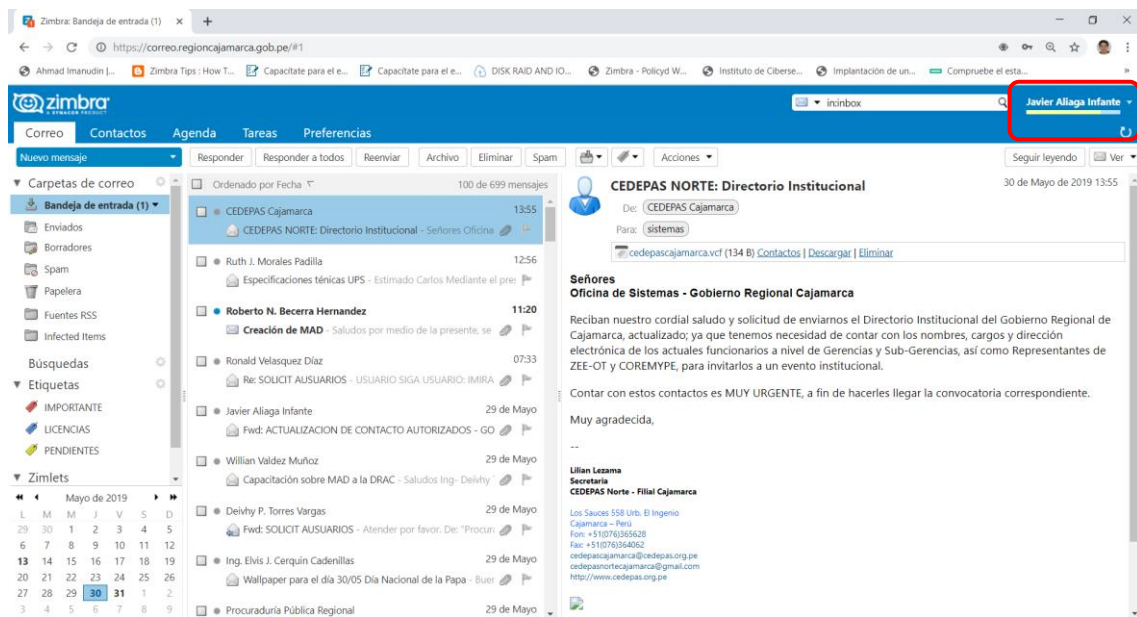 Zimbra: Bandeja de entrada (1)
https://correo.regioncajamarca.gob.pe/#1
Ahmad Imanudin |... Zimbra Tips : How T... Capacitate para el e... Capacitate para el e... DISK RAID AND IO... Zimbra - Policyd W... Instituto de Ciberse... Implantación de un... Compruebe el esta...
zimbra
A SYNACOR PRODUCT
in:inbox
Javier Aliaga Infante
Correo Contactos Agenda Tareas Preferencias
Nuevo mensaje
Responder Responder a todos Reenviar Archivo Eliminar Spam Acciones Seguir leyendo Ver
Carpetas de correo
Bandeja de entrada (1)
Enviados
Borradores
Spam
Papelera
Fuentes RSS
Infected Items
Búsquedas
Etiquetas
IMPORTANTE
LICENCIAS
PENDIENTES
Zimlets
Mayo de 2019
L M M J V S D
29 30 1 2 3 4 5
6 7 8 9 10 11 12
13 14 15 16 17 18 19
20 21 22 23 24 25 26
27 28 29 30 31 1 2
3 4 5 6 7 8 9
Ordenado por Fecha 100 de 699 mensajes
CEDEPAS Cajamarca 13:55
CEDEPAS NORTE: Directorio Institucional - Señores Oficina
Ruth J. Morales Padilla 12:56
Especificaciones ténicas UPS - Estimado Carlos Mediante el pre
Roberto N. Becerra Hernandez 11:20
Creación de MAD - Saludos por medio de la presente, se
Ronald Velasquez Díaz 07:33
Re: SOLICIT AUSUARIOS - USUARIO SIGA USUARIO: IMIRA
Javier Aliaga Infante 29 de Mayo
Fwd: ACTUALIZACION DE CONTACTO AUTORIZADOS - GO
Willian Valdez Muñoz 29 de Mayo
Capacitación sobre MAD a la DRAC - Saludos Ing- Deivhy
Deivhy P. Torres Vargas 29 de Mayo
Fwd: SOLICIT AUSUARIOS - Atender por favor. De: "Procur
Ing. Elvis J. Cerquin Cadenillas 29 de Mayo
Wallpaper para el día 30/05 Día Nacional de la Papa - Buer
Procuraduría Pública Regional 29 de Mayo
CEDEPAS NORTE: Directorio Institucional 30 de Mayo de 2019 13:55
De: CEDEPAS Cajamarca
Para: sistemas
cedepascajamarca.vcf (134 B) Contactos | Descargar | Eliminar
Señores
Oficina de Sistemas - Gobierno Regional Cajamarca
Reciban nuestro cordial saludo y solicitud de enviarnos el Directorio Institucional del Gobierno Regional de
Cajamarca, actualizado; ya que tenemos necesidad de contar con los nombres, cargos y dirección
electrónica de los actuales funcionarios a nivel de Gerencias y Sub-Gerencias, así como Representantes de
ZEE-OT y COREMYPE, para invitarlos a un evento institucional.
Contar con estos contactos es MUY URGENTE, a fin de hacerles llegar la convocatoria correspondiente.
Muy agradecida,
--
Lilian Lezama
Secretaria
CEDEPAS Norte - Filial Cajamarca
Los Sauces 558 Urb. El Ingenio
Cajamarca – Perú
Fon: +51(076)365628
Fax: +51(076)364062
cedepascajamarca@cedepas.org.pe
cedepasnortecajamarca@gmail.com
http://www.cedepas.org.pe